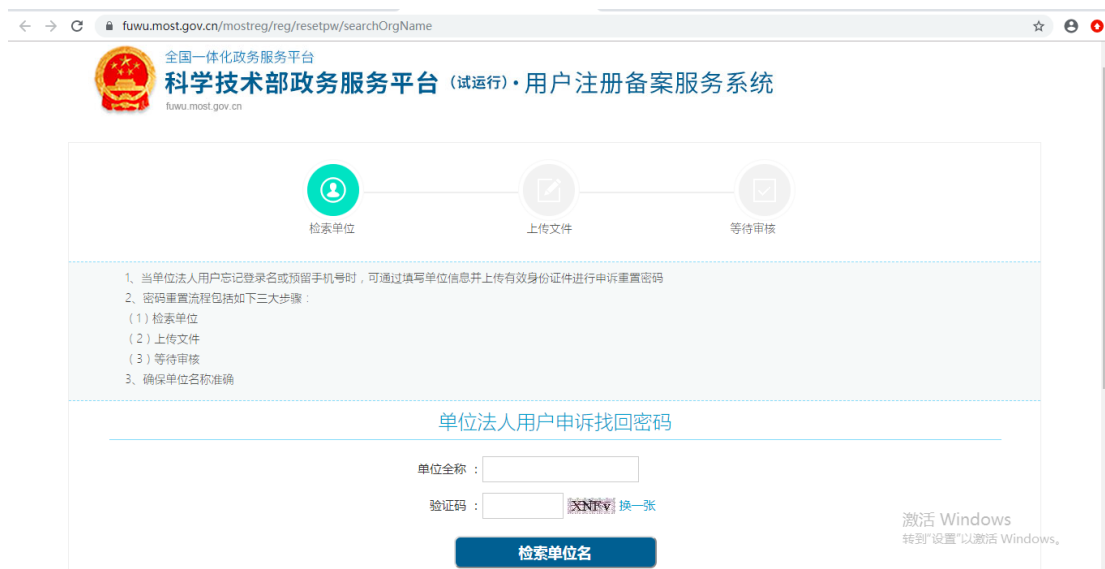 fuwu.most.gov.cn/mostreg/reg/resetpw/searchOrgName
全国一体化政务服务平台
科学技术部政务服务平台（试运行）·用户注册备案服务系统
fuwu.most.gov.cn
检索单位 上传文件 等待审核
1、当单位法人用户忘记登录名或预留手机号时，可通过填写单位信息并上传有效身份证件进行申诉重置密码
2、密码重置流程包括如下三大步骤：
（1）检索单位
（2）上传文件
（3）等待审核
3、确保单位名称准确
单位法人用户申诉找回密码
单位全称 ：
验证码 ： XNFv 换一张
检索单位名
激活 Windows
转到"设置"以激活 Windows。